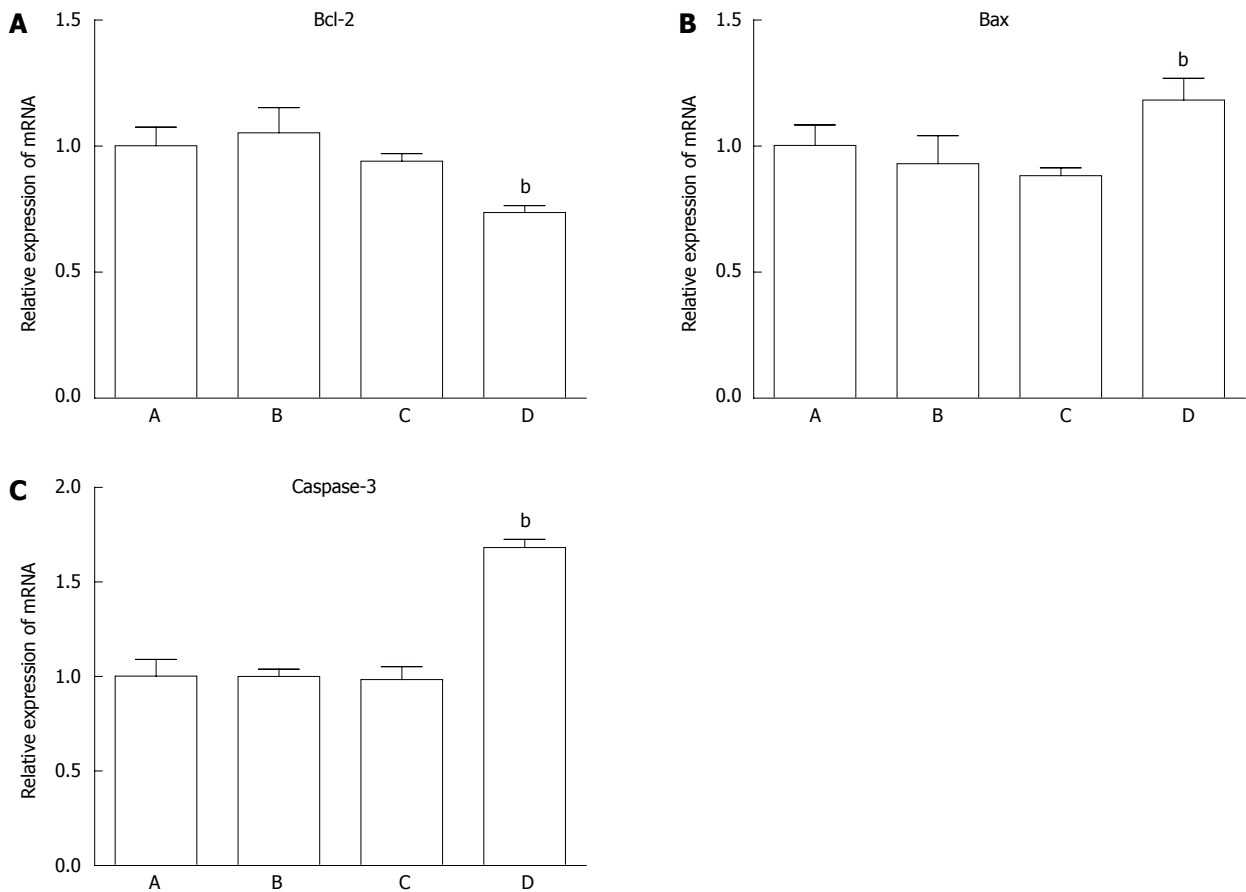 A
Bcl-2
Relative expression of mRNA
1.5
1.0
0.5
0.0
b
A B C D
B
Bax
Relative expression of mRNA
1.5
1.0
0.5
0.0
b
A B C D
C
Caspase-3
Relative expression of mRNA
2.0
1.5
1.0
0.5
0.0
b
A B C D